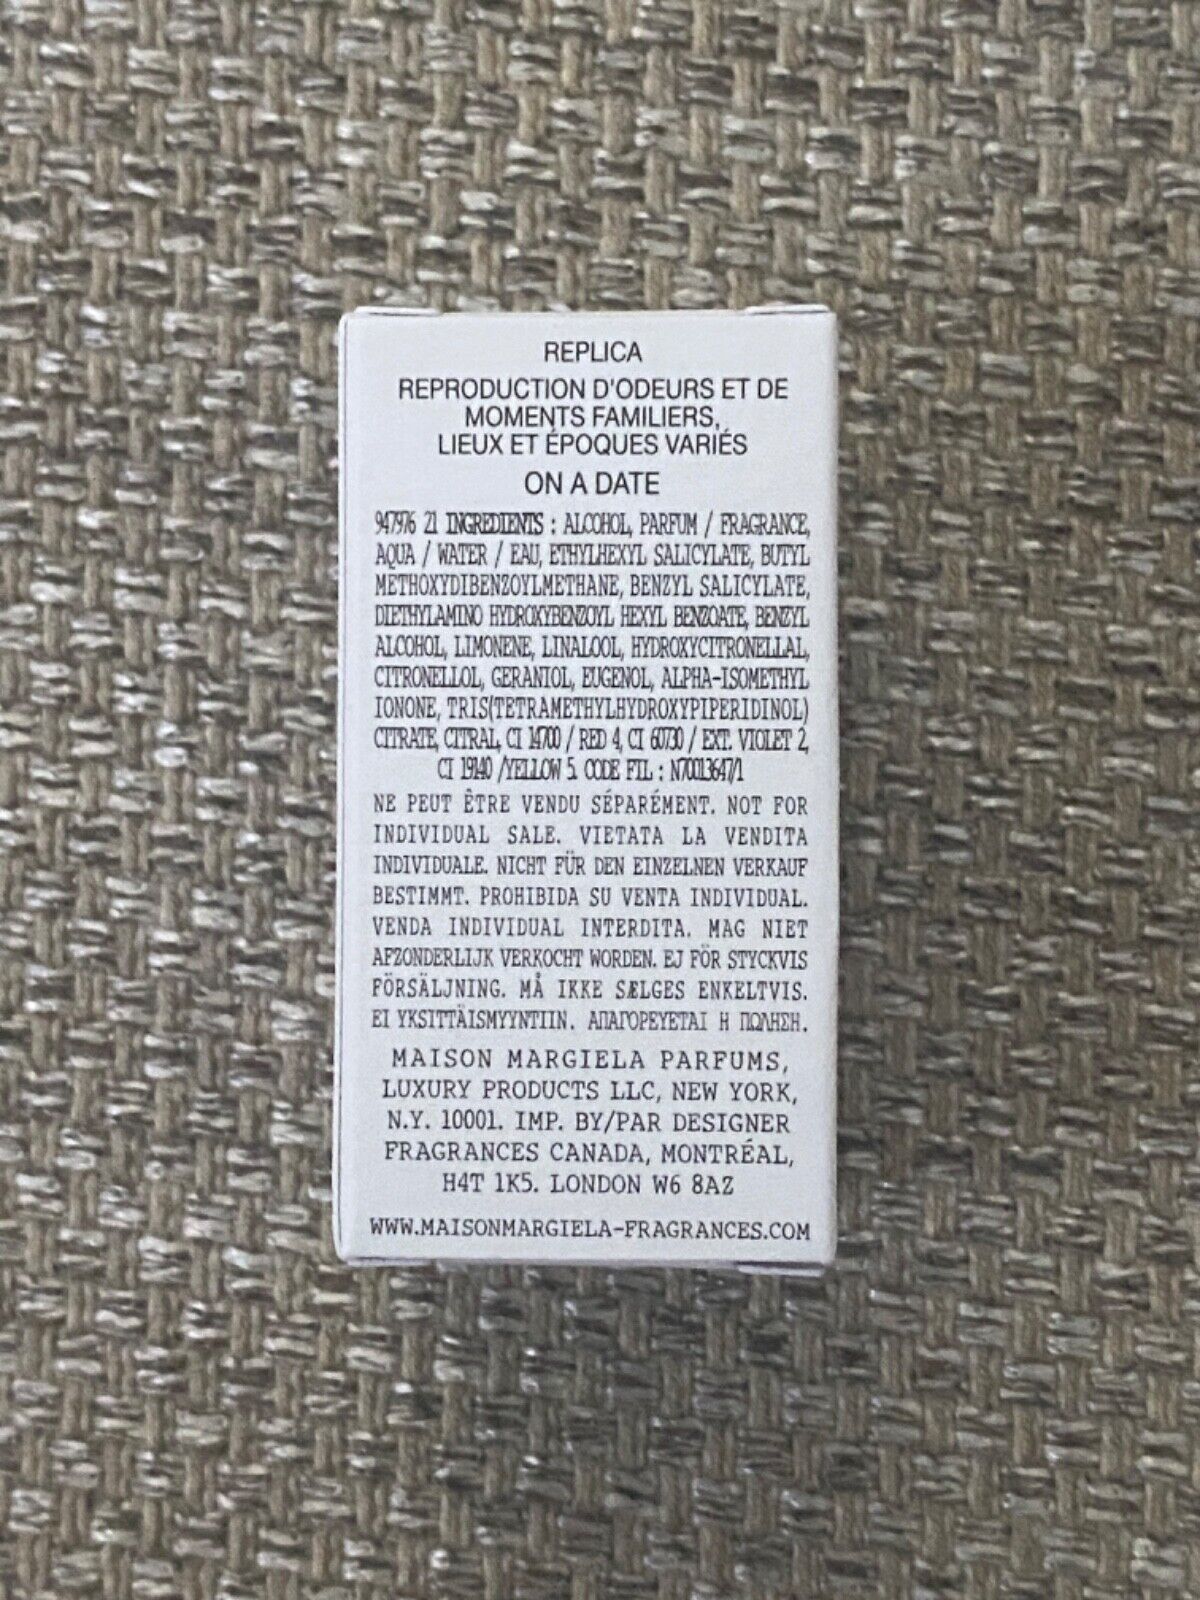 REPLICA
REPRODUCTION D'ODEURS ET DE
MOMENTS FAMILIERS,
LIEUX ET ÉPOQUES VARIÉS
ON A DATE
947976 21 INGREDIENTS : ALCOHOL, PARFUM / FRAGRANCE,
AQUA / WATER / EAU, ETHYLHEXYL SALICYLATE, BUTYL
METHOXYDIBENZOYLMETHANE, BENZYL SALICYLATE,
DIETHYLAMINO HYDROXYBENZOYL HEXYL BENZOATE, BENZYL
ALCOHOL, LIMONENE, LINALOOL, HYDROXYCITRONELLAL,
CITRONELLOL, GERANIOL, EUGENOL, ALPHA-ISOMETHYL
IONONE, TRIS(TETRAMETHYLHYDROXYPIPERIDINOL)
CITRATE, CITRAL, CI 14700 / RED 4, CI 60730 / EXT. VIOLET 2,
CI 19140 /YELLOW 5. CODE FIL : N70013647/1
NE PEUT ÊTRE VENDU SÉPARÉMENT. NOT FOR
INDIVIDUAL SALE. VIETATA LA VENDITA
INDIVIDUALE. NICHT FÜR DEN EINZELNEN VERKAUF
BESTIMMT. PROHIBIDA SU VENTA INDIVIDUAL.
VENDA INDIVIDUAL INTERDITA. MAG NIET
AFZONDERLIJK VERKOCHT WORDEN. EJ FÖR STYCKVIS
FÖRSÄLJNING. MÅ IKKE SÆLGES ENKELTVIS.
EI YKSITTÄISMYYNTIIN. ΑΠΑΓΟΡΕΥΕΤΑΙ Η ΠΩΛΗΣΗ.
MAISON MARGIELA PARFUMS,
LUXURY PRODUCTS LLC, NEW YORK,
N.Y. 10001. IMP. BY/PAR DESIGNER
FRAGRANCES CANADA, MONTRÉAL,
H4T 1K5. LONDON W6 8AZ
WWW.MAISONMARGIELA-FRAGRANCES.COM